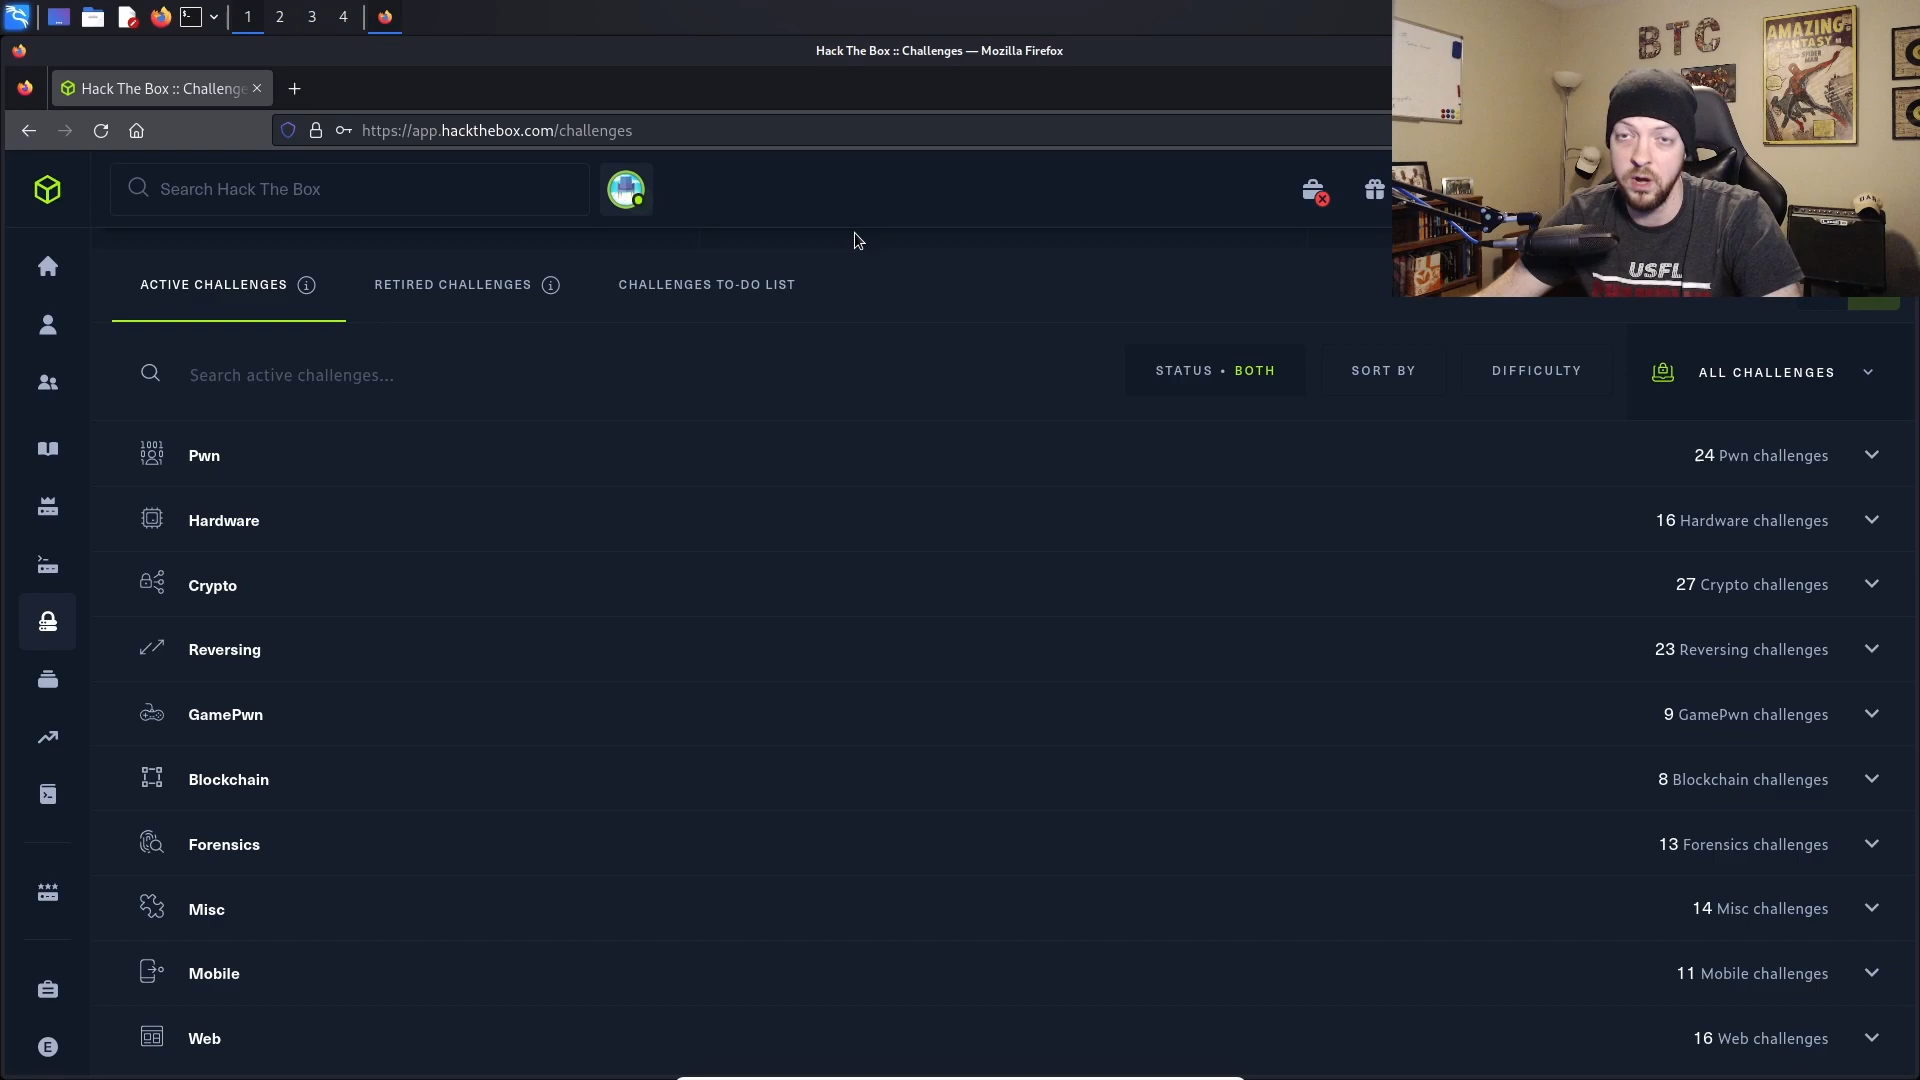 1 2 3 4
Hack The Box :: Challenges — Mozilla Firefox
Hack The Box :: Challenge
https://app.hackthebox.com/challenges
Search Hack The Box
ACTIVE CHALLENGES RETIRED CHALLENGES CHALLENGES TO-DO LIST
Search active challenges...
STATUS • BOTH SORT BY DIFFICULTY ALL CHALLENGES
Pwn 24 Pwn challenges
Hardware 16 Hardware challenges
Crypto 27 Crypto challenges
Reversing 23 Reversing challenges
GamePwn 9 GamePwn challenges
Blockchain 8 Blockchain challenges
Forensics 13 Forensics challenges
Misc 14 Misc challenges
Mobile 11 Mobile challenges
Web 16 Web challenges
E
BTC
AMAZING
FANTASY
SPIDER
MAN
USFL